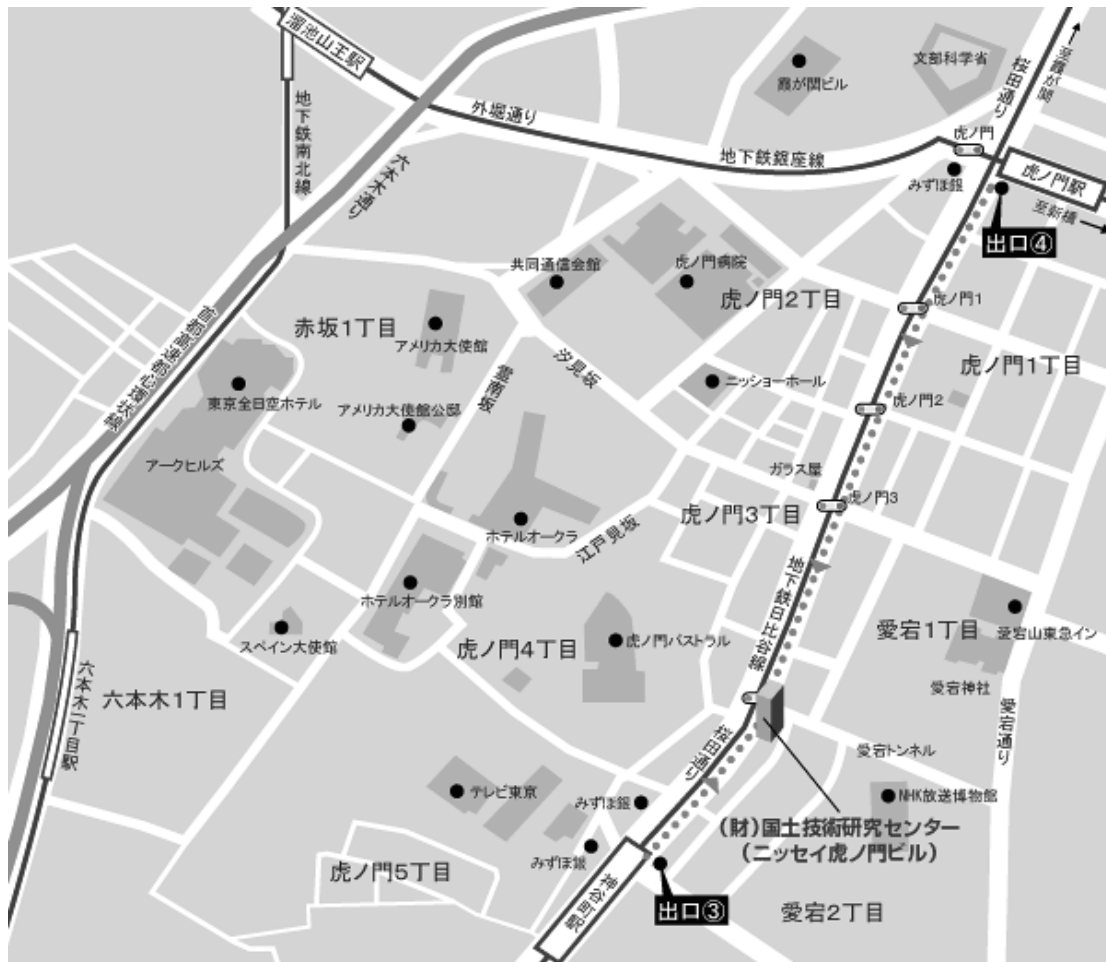 溜池山王駅
地下鉄南北線
六本木通り
外堀通り
地下鉄銀座線
霞が関ビル
文部科学省
桜田通り
至霞が関
虎ノ門
みずほ銀
虎ノ門駅
至新橋
出口④
共同通信会館
虎ノ門病院
虎ノ門2丁目
虎ノ門1
赤坂1丁目
アメリカ大使館
汐見坂
虎ノ門1丁目
首都高速都心環状線
東京全日空ホテル
霊南坂
アメリカ大使館公邸
ニッショーホール
虎ノ門2
アークヒルズ
ガラス屋
虎ノ門3
虎ノ門3丁目
ホテルオークラ
江戸見坂
地下鉄日比谷線
ホテルオークラ別館
スペイン大使館
虎ノ門4丁目
虎ノ門パストラル
愛宕1丁目
愛宕山東急イン
愛宕神社
六本木1丁目
六本木一丁目駅
愛宕通り
桜田通り
愛宕トンネル
テレビ東京
みずほ銀
NHK放送博物館
(財)国土技術研究センター
(ニッセイ虎ノ門ビル)
みずほ銀
虎ノ門5丁目
神谷町駅
出口③
愛宕2丁目